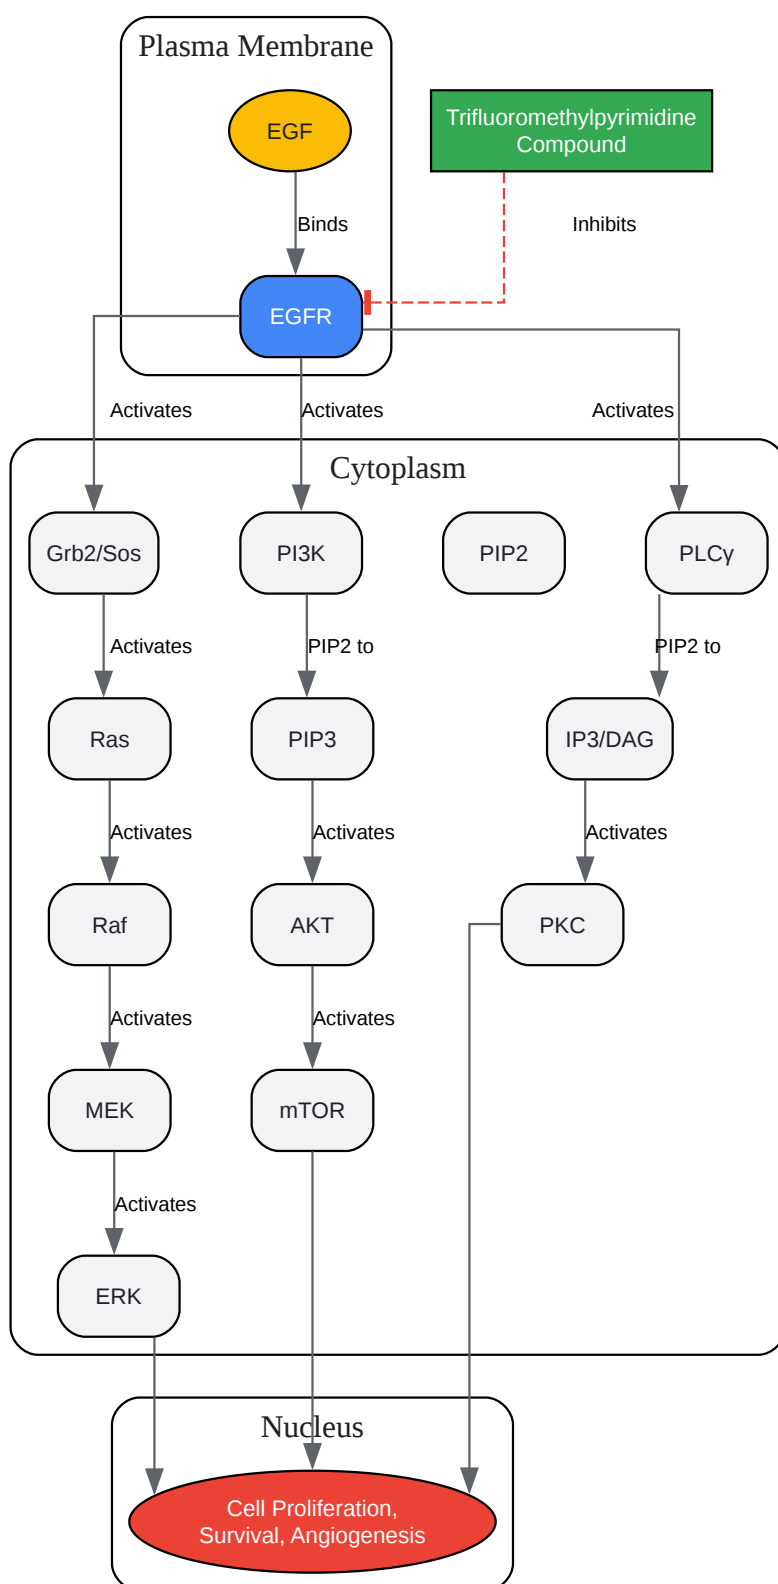 Plasma Membrane
EGF
Trifluoromethylpyrimidine
Compound
Binds
Inhibits
EGFR
Activates
Activates
Activates
Cytoplasm
Grb2/Sos
PI3K
PIP2
PLCγ
Activates
PIP2 to
PIP2 to
Ras
PIP3
IP3/DAG
Activates
Activates
Activates
Raf
AKT
PKC
Activates
Activates
MEK
mTOR
Activates
ERK
Nucleus
Cell Proliferation,
Survival, Angiogenesis